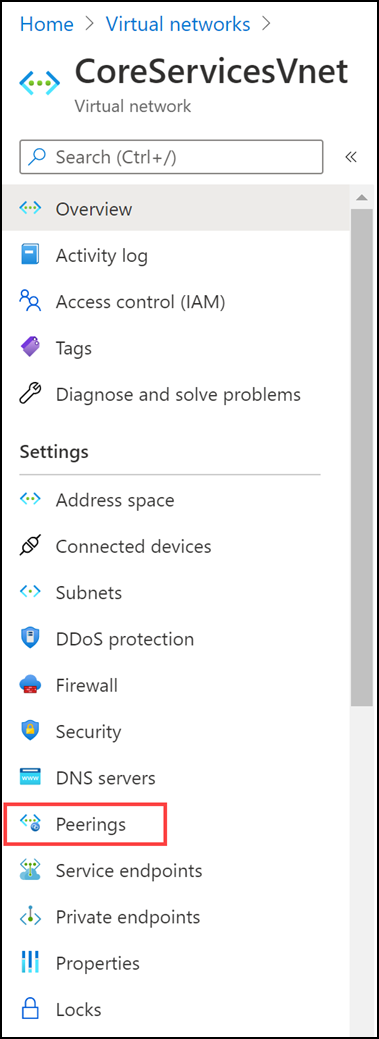 Home > Virtual networks >
CoreServicesVnet
Virtual network
Search (Ctrl+/) «
Overview
Activity log
Access control (IAM)
Tags
Diagnose and solve problems
Settings
Address space
Connected devices
Subnets
DDoS protection
Firewall
Security
DNS servers
Peerings
Service endpoints
Private endpoints
Properties
Locks